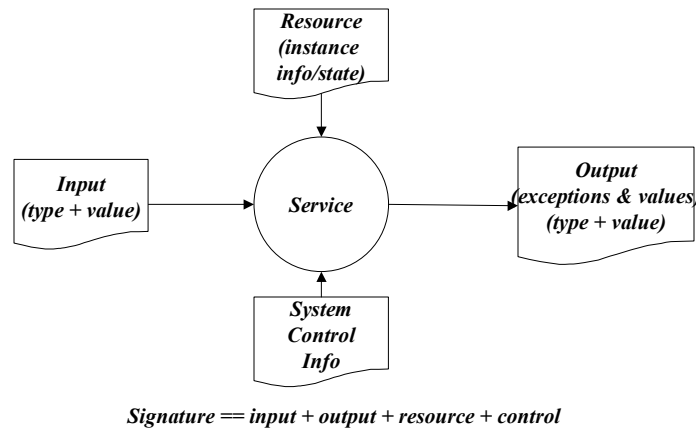 Resource
(instance
info/state)
Input
(type + value)
Service
Output
(exceptions & values)
(type + value)
System
Control
Info
Signature == input + output + resource + control